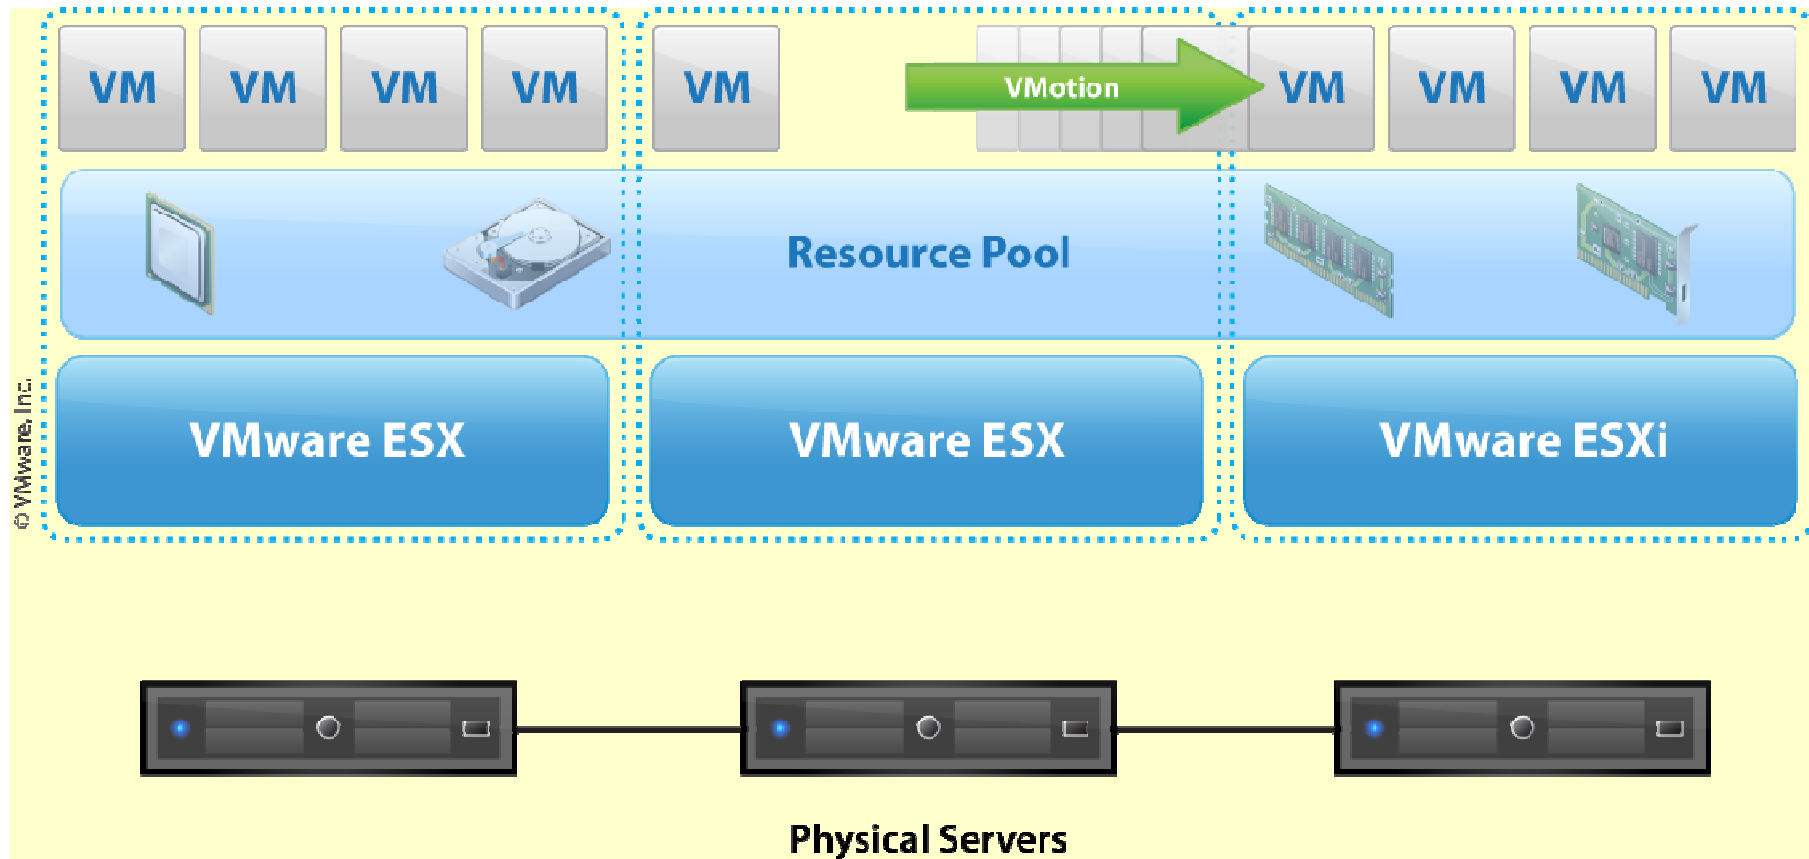 VM
VM
VM
VM
VM
VMotion
VM
VM
VM
VM
Resource Pool
VMware ESX
VMware ESX
VMware ESXi
© VMware, Inc.
Physical Servers